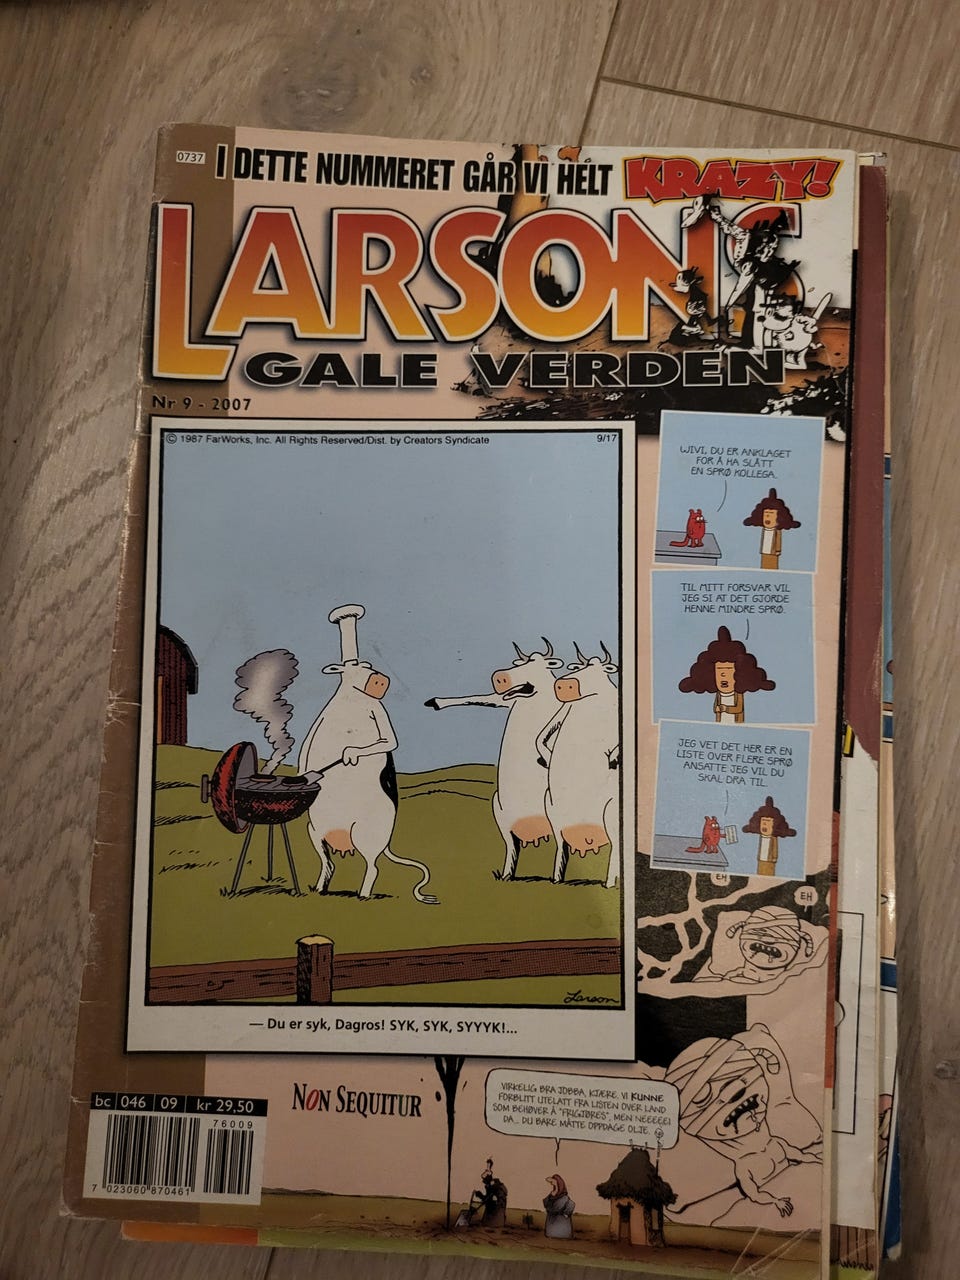 0737
I DETTE NUMMERET GÅR VI HELT KRAZY!
LARSONS
GALE VERDEN
Nr 9 - 2007
© 1987 FarWorks, Inc. All Rights Reserved/Dist. by Creators Syndicate
9/17
WIVI, DU ER ANKLAGET
FOR Å HA SLÅTT
EN SPRØ KOLLEGA.
TIL MITT FORSVAR VIL
JEG SI AT DET GJORDE
HENNE MINDRE SPRØ.
JEG VET DET. HER ER EN
LISTE OVER FLERE SPRØ
ANSATTE JEG VIL DU
SKAL DRA TIL.
EH
EH
Larson
— Du er syk, Dagros! SYK, SYK, SYYYK!...
NON SEQUITUR
VIRKELIG BRA JOBBA, KJÆRE. VI KUNNE
FORBLITT UTELATT FRA LISTEN OVER LAND
SOM BEHØVER Å "FRIGJØRES", MEN NEEEEEI
DA... DU BARE MÅTTE OPPDAGE OLJE.
bc 046 09 kr 29,50
76009
7 023060 870461